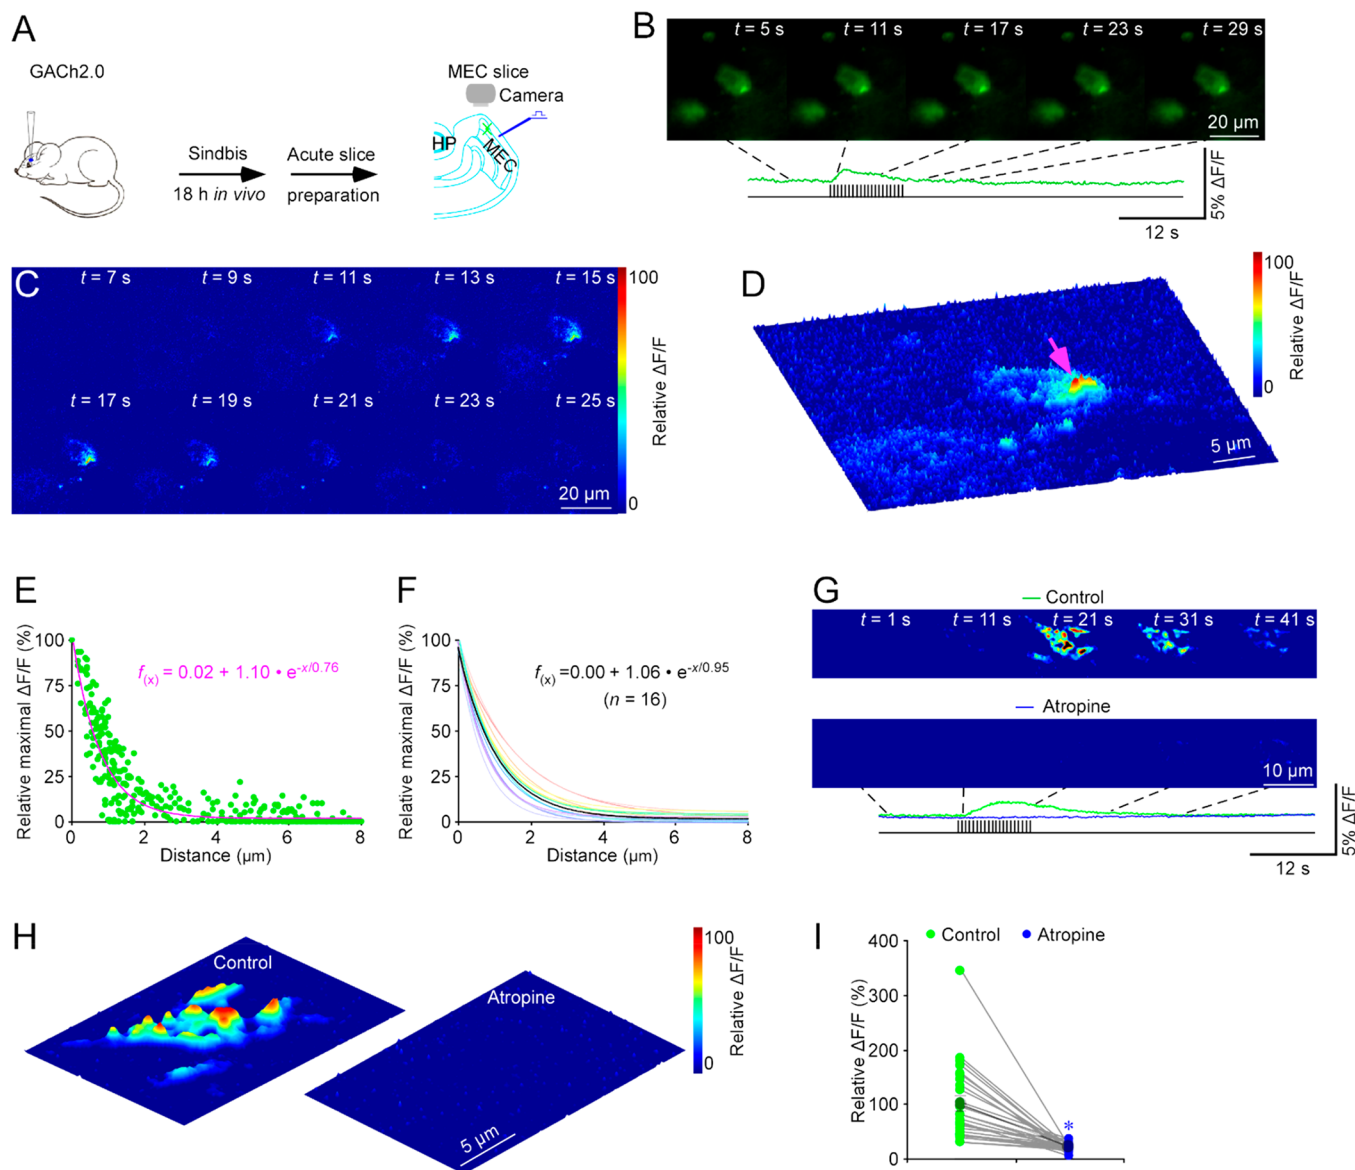 A
GACh2.0
Sindbis
18 h in vivo
Acute slice
preparation
MEC slice
Camera
HP
MEC
B
t = 5 s
t = 11 s
t = 17 s
t = 23 s
t = 29 s
20 µm
5% ΔF/F
12 s
C
t = 7 s
t = 9 s
t = 11 s
t = 13 s
t = 15 s
t = 17 s
t = 19 s
t = 21 s
t = 23 s
t = 25 s
20 µm
100
0
Relative ΔF/F
D
5 µm
100
0
Relative ΔF/F
E
Relative maximal ΔF/F (%)
100
75
50
25
0
f(x) = 0.02 + 1.10 • e-x/0.76
0
2
4
6
8
Distance (µm)
F
Relative maximal ΔF/F (%)
100
75
50
25
0
f(x) =0.00 + 1.06 • e-x/0.95
(n = 16)
0
2
4
6
8
Distance (µm)
G
Control
t = 1 s
t = 11 s
t = 21 s
t = 31 s
t = 41 s
Atropine
10 µm
5% ΔF/F
12 s
H
Control
Atropine
5 µm
100
0
Relative ΔF/F
I
Control
Atropine
Relative ΔF/F (%)
400
300
200
100
0
*